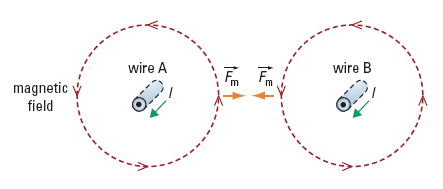 wire A
wire B
F⃗m
F⃗m
magnetic
field
I
I